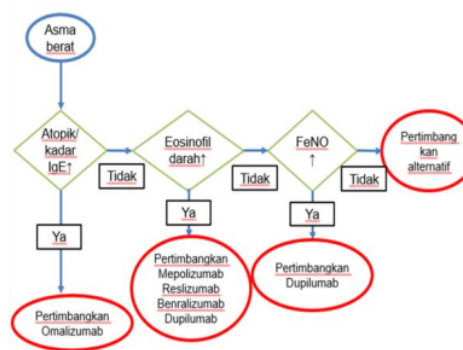 Asma
berat
Atopik/
kadar
IgE↑
Tidak
Eosinofil
darah↑
Tidak
FeNO
↑
Tidak
Pertimbang
kan
alternatif
Ya
Ya
Ya
Pertimbangkan
Omalizumab
Pertimbangkan
Mepolizumab
Reslizumab
Benralizumab
Dupilumab
Pertimbangkan
Dupilumab